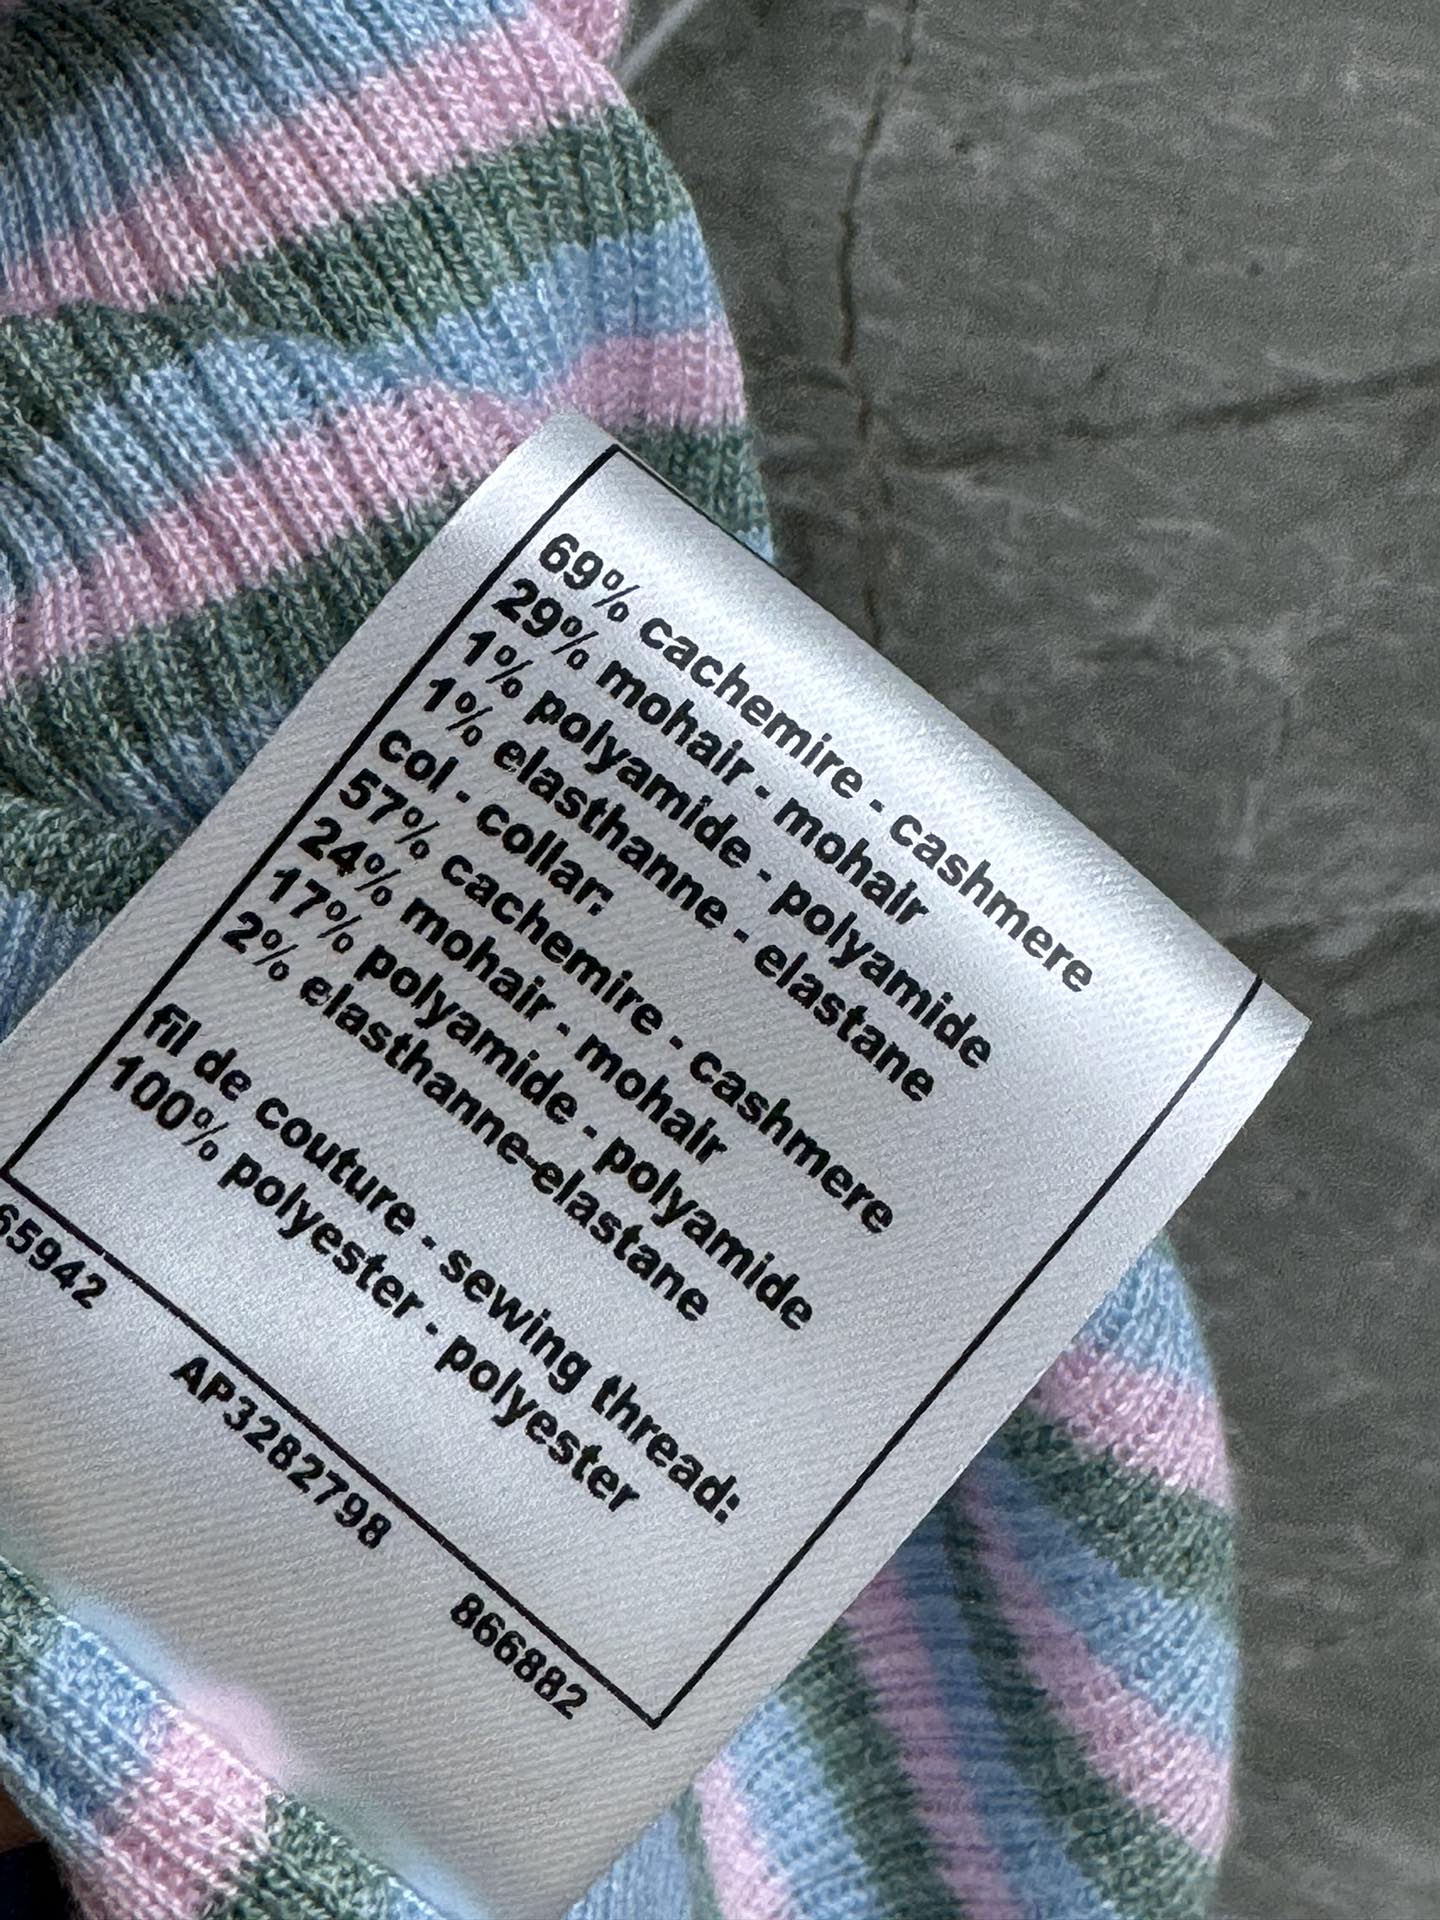 69% cachemire - cashmere
29% mohair - mohair
1% polyamide - polyamide
1% elasthanne - elastane
col - collar:
57% cachemire - cashmere
24% mohair - mohair
17% polyamide - polyamide
2% elasthanne-elastane
fil de couture - sewing thread:
100% polyester - polyester
65942 AP3282798 866882